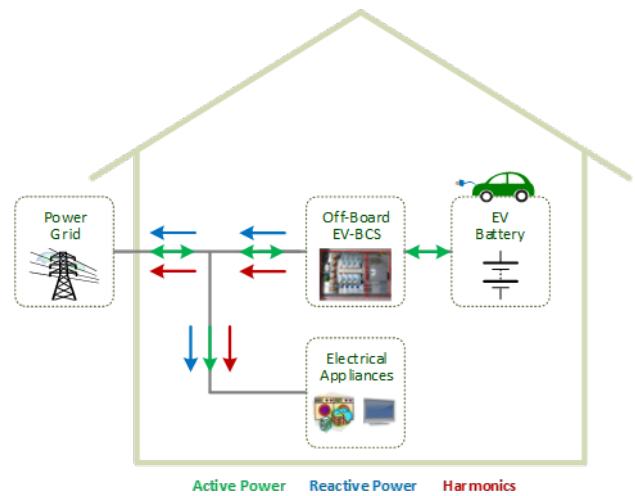 Power
Grid
Off-Board
EV-BCS
EV
Battery
Electrical
Appliances
Active Power Reactive Power Harmonics